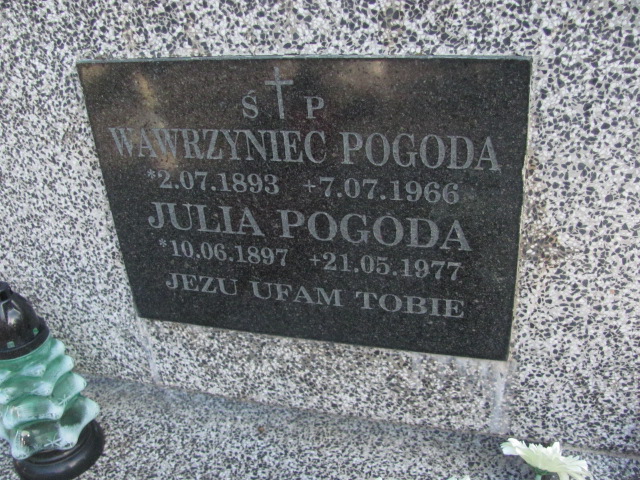 Ś P
WAWRZYNIEC POGODA
*2.07.1893 +7.07.1966
JULIA POGODA
*10.06.1897 +21.05.1977
JEZU UFAM TOBIE